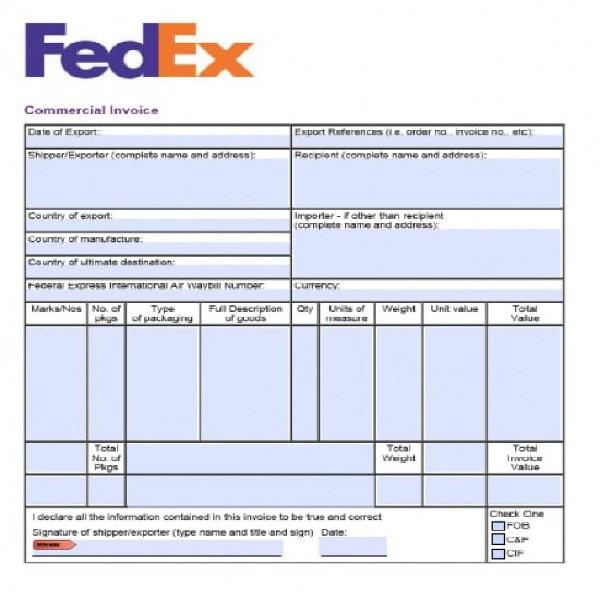 FedEx
Commercial Invoice
Date of Export:
Export References (i.e. order no., invoice no., etc):
Shipper/Exporter (complete name and address):
Recipient (complete name and address):
Country of export:
Importer - if other than recipient
(complete name and address):
Country of manufacture:
Country of ultimate destination:
Federal Express International Air Waybill Number:
Currency:
Marks/Nos
No. of
pkgs
Type
of packaging
Full Description
of goods
Qty
Units of
measure
Weight
Unit value
Total
Value
Total
No. of
Pkgs
Total
Weight
Total
Invoice
Value
I declare all the information contained in this invoice to be true and correct
Signature of shipper/exporter (type name and title and sign) Date:
Check One
FOB
C&F
CIF